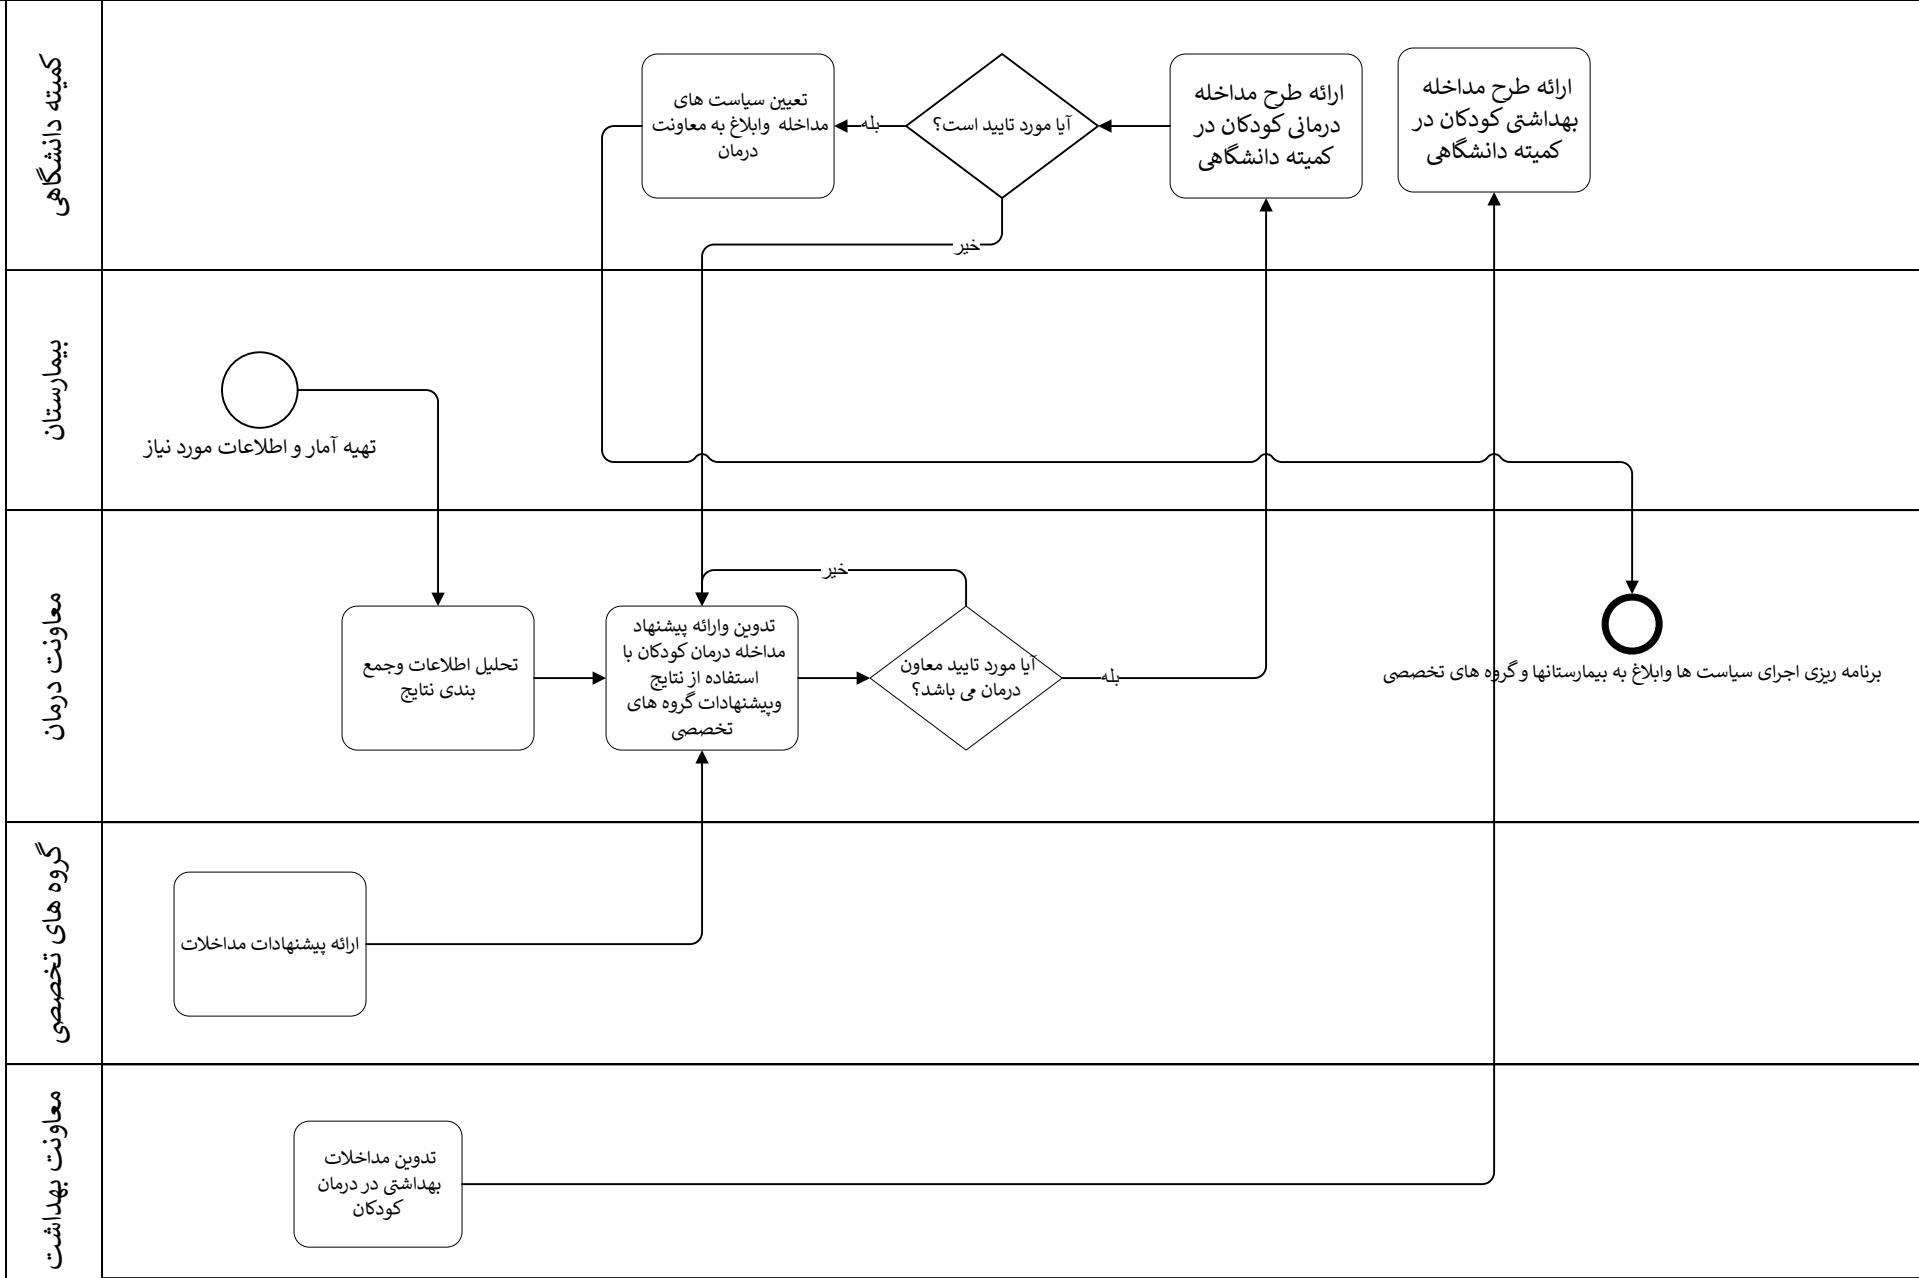 کمیته دانشگاهی
ارائه طرح مداخله
بهداشتی کودکان در
کمیته دانشگاهی
ارائه طرح مداخله
درمانی کودکان در
کمیته دانشگاهی
آیا مورد تایید است؟
بله
خیر
تعیین سیاست های
مداخله وابلاغ به معاونت
درمان
بیمارستان
تهیه آمار و اطلاعات مورد نیاز
معاونت درمان
تحلیل اطلاعات وجمع
بندی نتایج
تدوین وارائه پیشنهاد
مداخله درمان کودکان با
استفاده از نتایج
وپیشنهادات گروه های
تخصصی
خیر
آیا مورد تایید معاون
درمان می باشد؟
بله
برنامه ریزی اجرای سیاست ها وابلاغ به بیمارستانها و گروه های تخصصی
گروه های تخصصی
ارائه پیشنهادات مداخلات
معاونت بهداشت
تدوین مداخلات
بهداشتی در درمان
کودکان